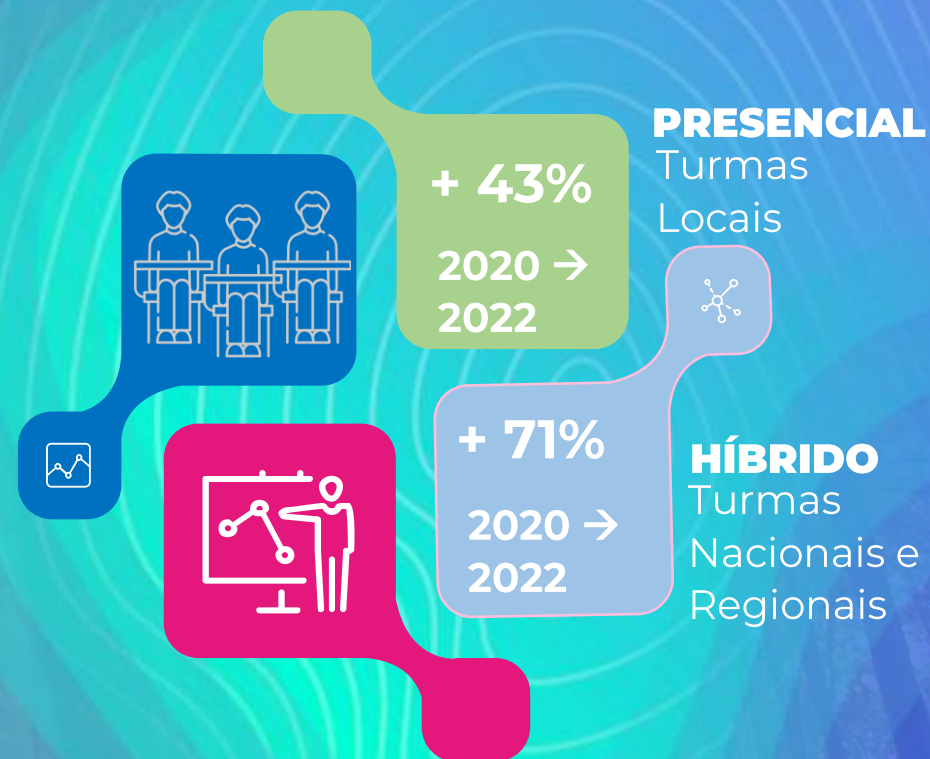 PRESENCIAL
Turmas
Locais
+ 43%
2020 →
2022
+ 71%
2020 →
2022
HÍBRIDO
Turmas
Nacionais e
Regionais